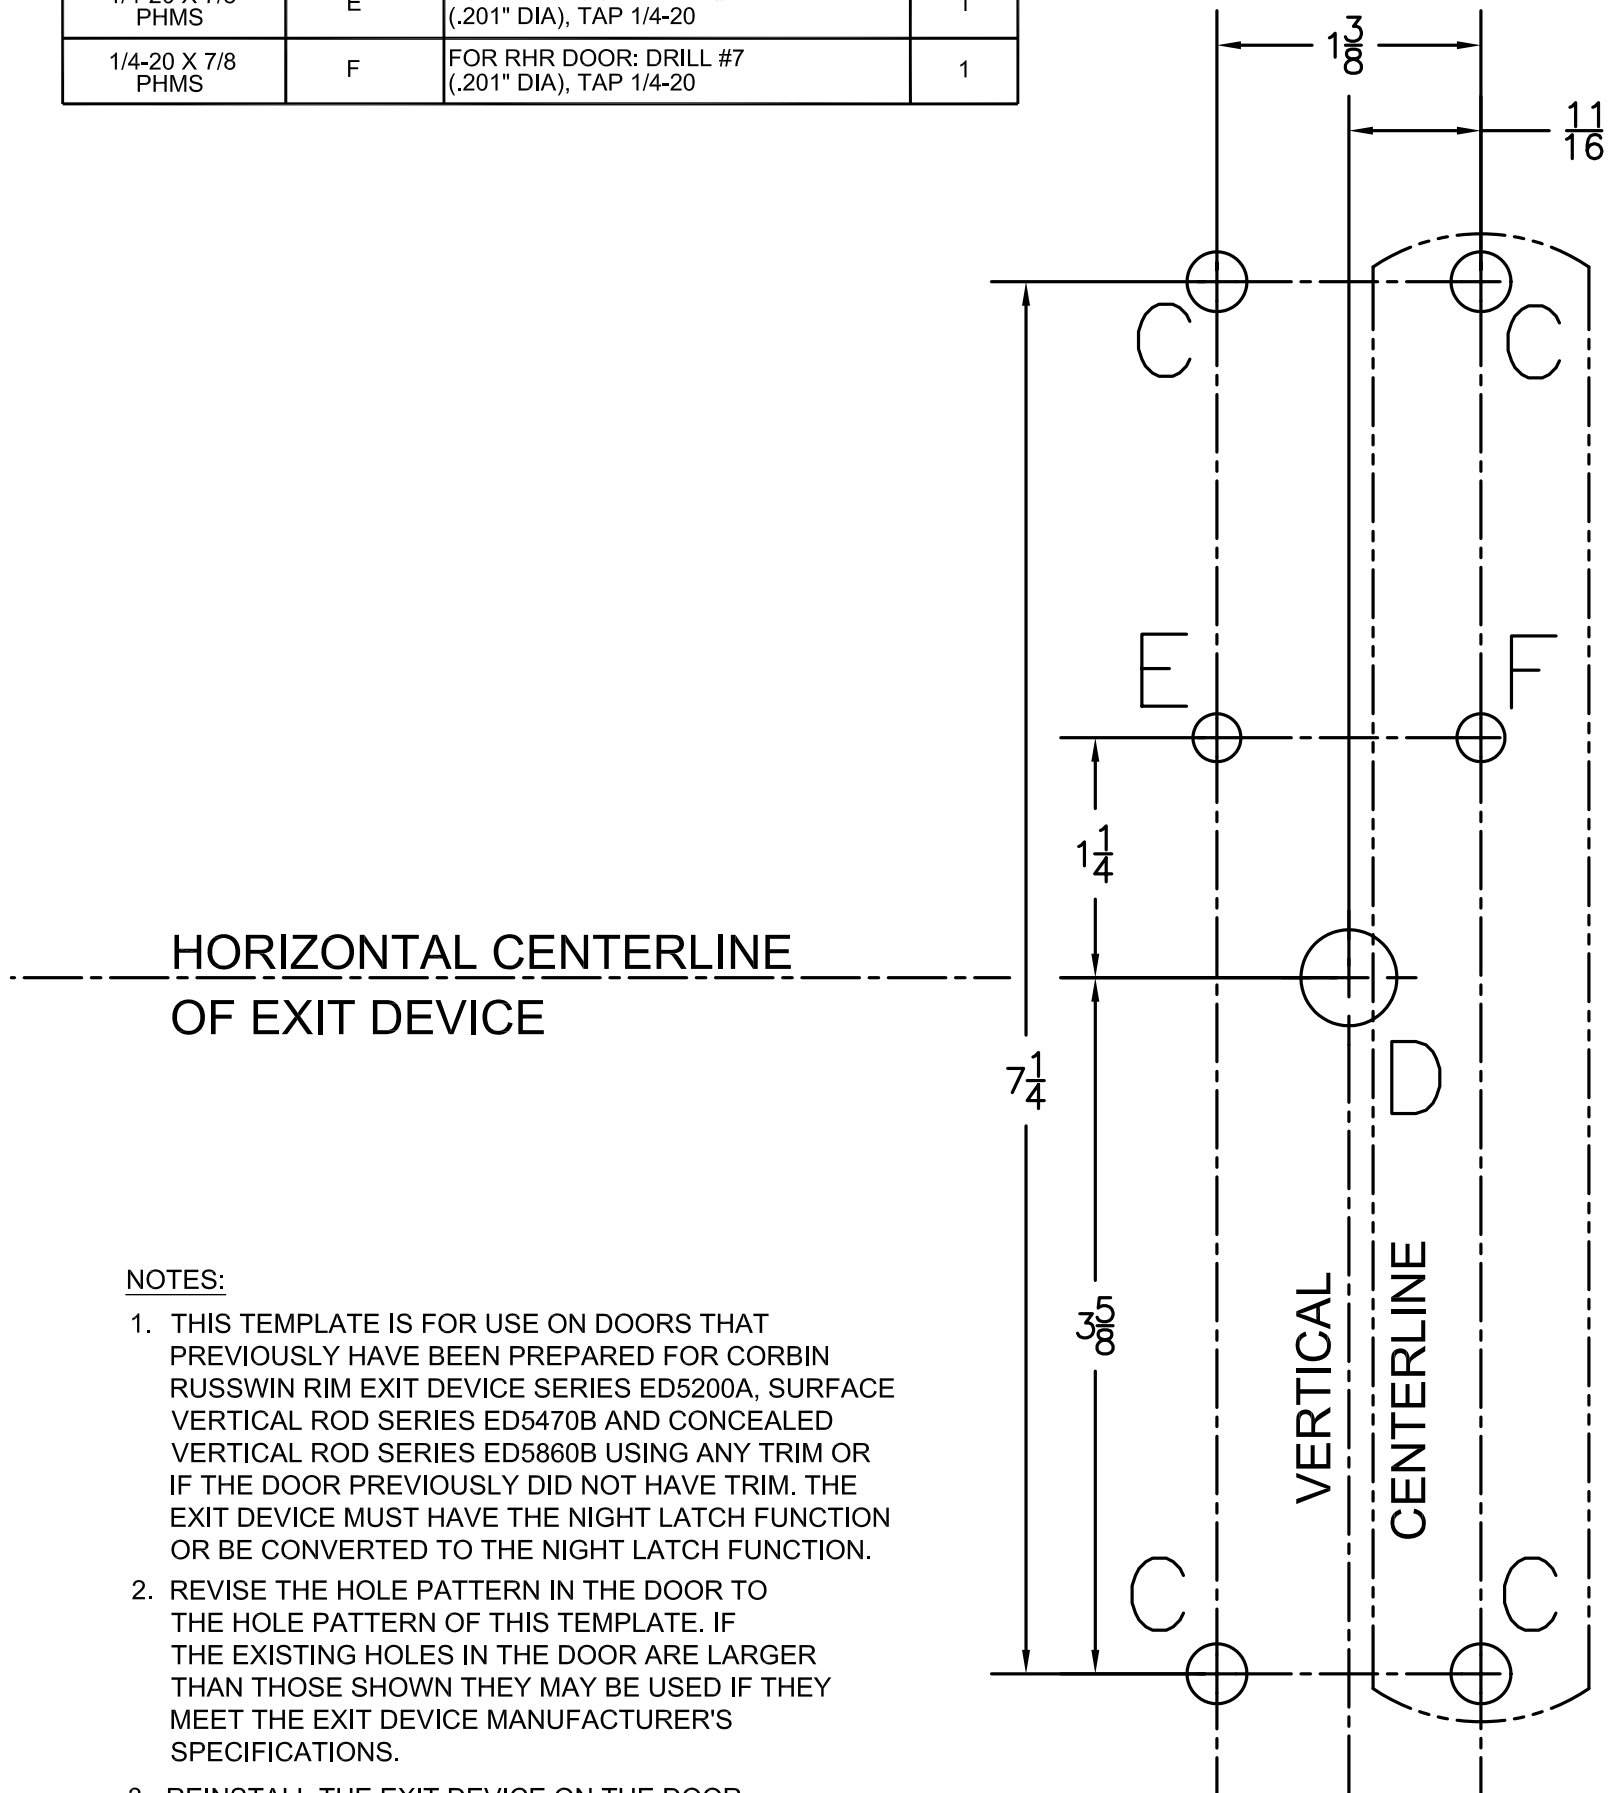 PHMS
E
(.201" DIA), TAP 1/4-20
1
1/4-20 X 7/8
PHMS
F
FOR RHR DOOR: DRILL #7
(.201" DIA), TAP 1/4-20
1
1 3/8
11/16
C
C
E
F
1 1/4
HORIZONTAL CENTERLINE
OF EXIT DEVICE
D
7 1/4
3 5/8
VERTICAL
CENTERLINE
C
C
NOTES:
1. THIS TEMPLATE IS FOR USE ON DOORS THAT
PREVIOUSLY HAVE BEEN PREPARED FOR CORBIN
RUSSWIN RIM EXIT DEVICE SERIES ED5200A, SURFACE
VERTICAL ROD SERIES ED5470B AND CONCEALED
VERTICAL ROD SERIES ED5860B USING ANY TRIM OR
IF THE DOOR PREVIOUSLY DID NOT HAVE TRIM. THE
EXIT DEVICE MUST HAVE THE NIGHT LATCH FUNCTION
OR BE CONVERTED TO THE NIGHT LATCH FUNCTION.
2. REVISE THE HOLE PATTERN IN THE DOOR TO
THE HOLE PATTERN OF THIS TEMPLATE. IF
THE EXISTING HOLES IN THE DOOR ARE LARGER
THAN THOSE SHOWN THEY MAY BE USED IF THEY
MEET THE EXIT DEVICE MANUFACTURER'S
SPECIFICATIONS.
REINSTALL THE EXIT DEVICE ON THE DOOR